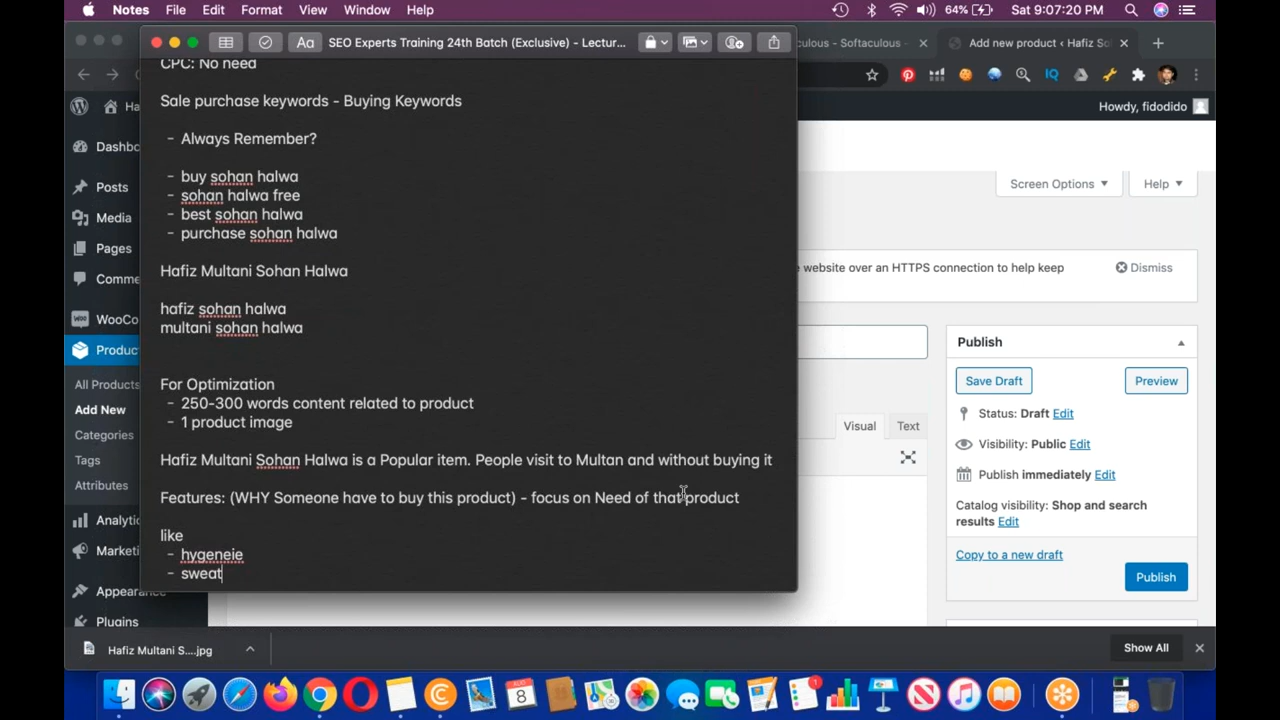 Notes File Edit Format View Window Help 64% Sat 9:07:20 PM
SEO Experts Training 24th Batch (Exclusive) - Lectur...
culous - Softaculous
Add new product ‹ Hafiz So
Howdy, fidodido
CPC: No need
Sale purchase keywords - Buying Keywords
- Always Remember?
- buy sohan halwa
- sohan halwa free
- best sohan halwa
- purchase sohan halwa
Hafiz Multani Sohan Halwa
hafiz sohan halwa
multani sohan halwa
For Optimization
- 250-300 words content related to product
- 1 product image
Hafiz Multani Sohan Halwa is a Popular item. People visit to Multan and without buying it
Features: (WHY Someone have to buy this product) - focus on Need of that product
like
- hygeneie
- sweat
Ha
Dashbo
Posts
Media
Pages
Comme
WooCo
Produc
All Products
Add New
Categories
Tags
Attributes
Analytic
Marketi
Appearance
Plugins
Screen Options
Help
e website over an HTTPS connection to help keep
Dismiss
Visual Text
Publish
Save Draft Preview
Status: Draft Edit
Visibility: Public Edit
Publish immediately Edit
Catalog visibility: Shop and search
results Edit
Copy to a new draft
Publish
Hafiz Multani S....jpg
Show All